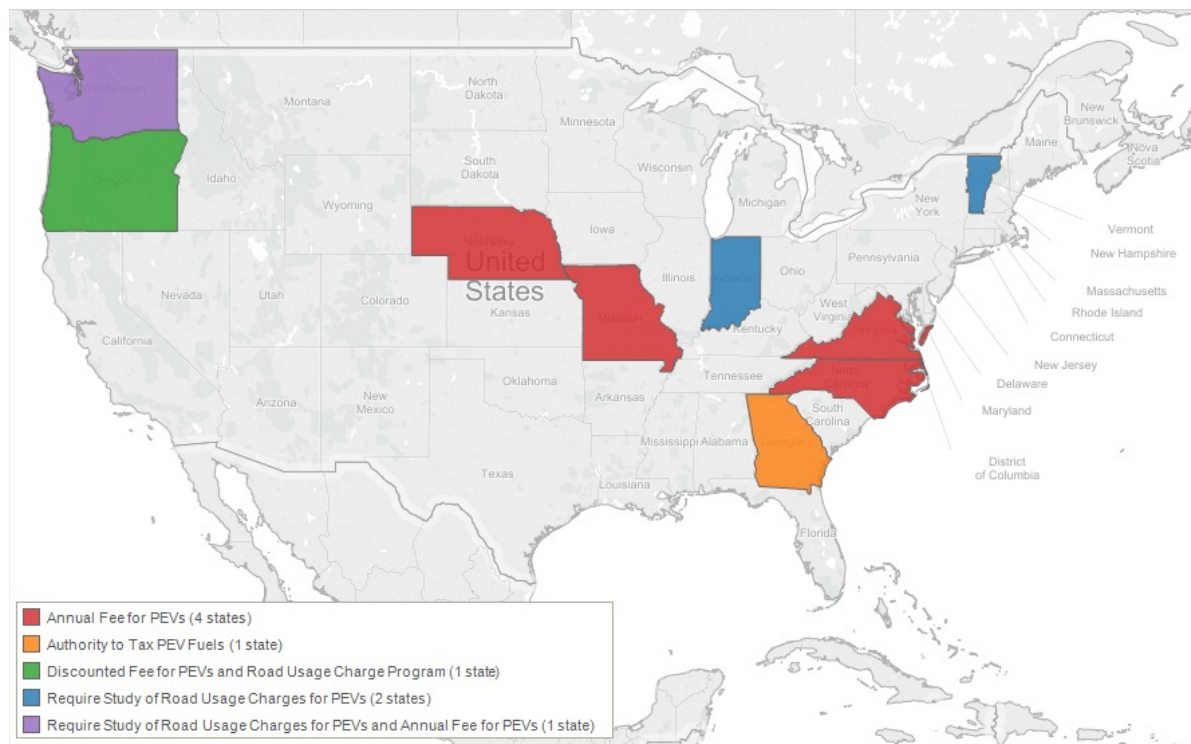 Washington
Montana
North
Dakota
Minnesota
Maine
New
Brunswick
Nova
Scotia
Oregon
Idaho
South
Dakota
Wisconsin
Michigan
New
York
Wyoming
Vermont
New Hampshire
Massachusetts
Rhode Island
Connecticut
New Jersey
Delaware
Maryland
District
of Columbia
Nebraska
Iowa
Pennsylvania
United
States
Nevada
Utah
Colorado
Kansas
Missouri
Illinois
Indiana
Ohio
West
Virginia
Virginia
Kentucky
California
Arizona
New
Mexico
Oklahoma
Arkansas
Tennessee
North
Carolina
South
Carolina
Texas
Louisiana
Mississippi
Alabama
Georgia
Florida
Annual Fee for PEVs (4 states)
Authority to Tax PEV Fuels (1 state)
Discounted Fee for PEVs and Road Usage Charge Program (1 state)
Require Study of Road Usage Charges for PEVs (2 states)
Require Study of Road Usage Charges for PEVs and Annual Fee for PEVs (1 state)